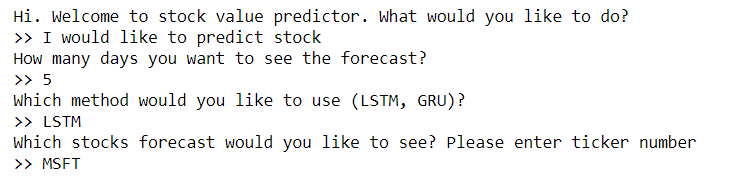 Hi. Welcome to stock value predictor. What would you like to do?
>> I would like to predict stock
How many days you want to see the forecast?
>> 5
Which method would you like to use (LSTM, GRU)?
>> LSTM
Which stocks forecast would you like to see? Please enter ticker number
>> MSFT